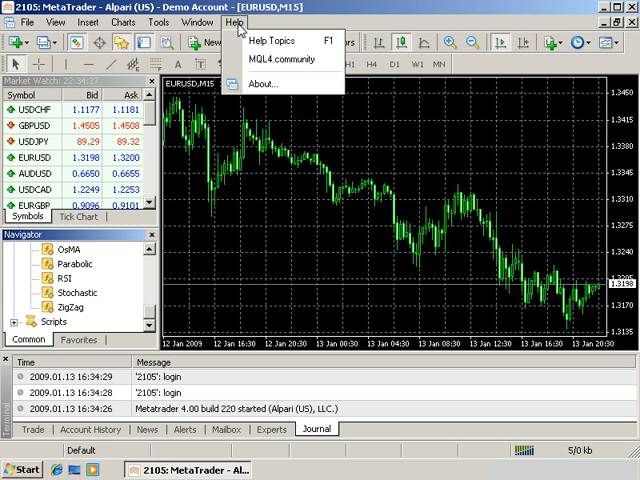 2105: MetaTrader - Alpari (US) - Demo Account - [EURUSD,M15]
File View Insert Charts Tools Window Help
Help Topics F1
MQL4.community
About...
A T
H1 H4 D1 W1 MN
Market Watch: 22:34:27
Symbol Bid Ask
USDCHF 1.1177 1.1181
GBPUSD 1.4505 1.4508
USDJPY 89.29 89.32
EURUSD 1.3198 1.3200
AUDUSD 0.6650 0.6655
USDCAD 1.2249 1.2253
EURGBP 0.9096 0.9101
Symbols Tick Chart
Navigator
OsMA
Parabolic
RSI
Stochastic
ZigZag
Scripts
Common Favorites
EURUSD,M15
1.3450
1.3415
1.3380
1.3345
1.3310
1.3275
1.3240
1.3205
1.3198
1.3170
1.3135
12 Jan 2009 12 Jan 16:30 12 Jan 20:30 13 Jan 00:30 13 Jan 04:30 13 Jan 08:30 13 Jan 12:30 13 Jan 16:30 13 Jan 20:30
Time Message
2009.01.13 16:34:29 '2105': login
2009.01.13 16:34:28 '2105': login
2009.01.13 16:34:26 Metatrader 4.00 build 220 started (Alpari (US), LLC.)
Terminal
Trade Account History News Alerts Mailbox Experts Journal
Default 5/0 kb
Start 2105: MetaTrader - Al...